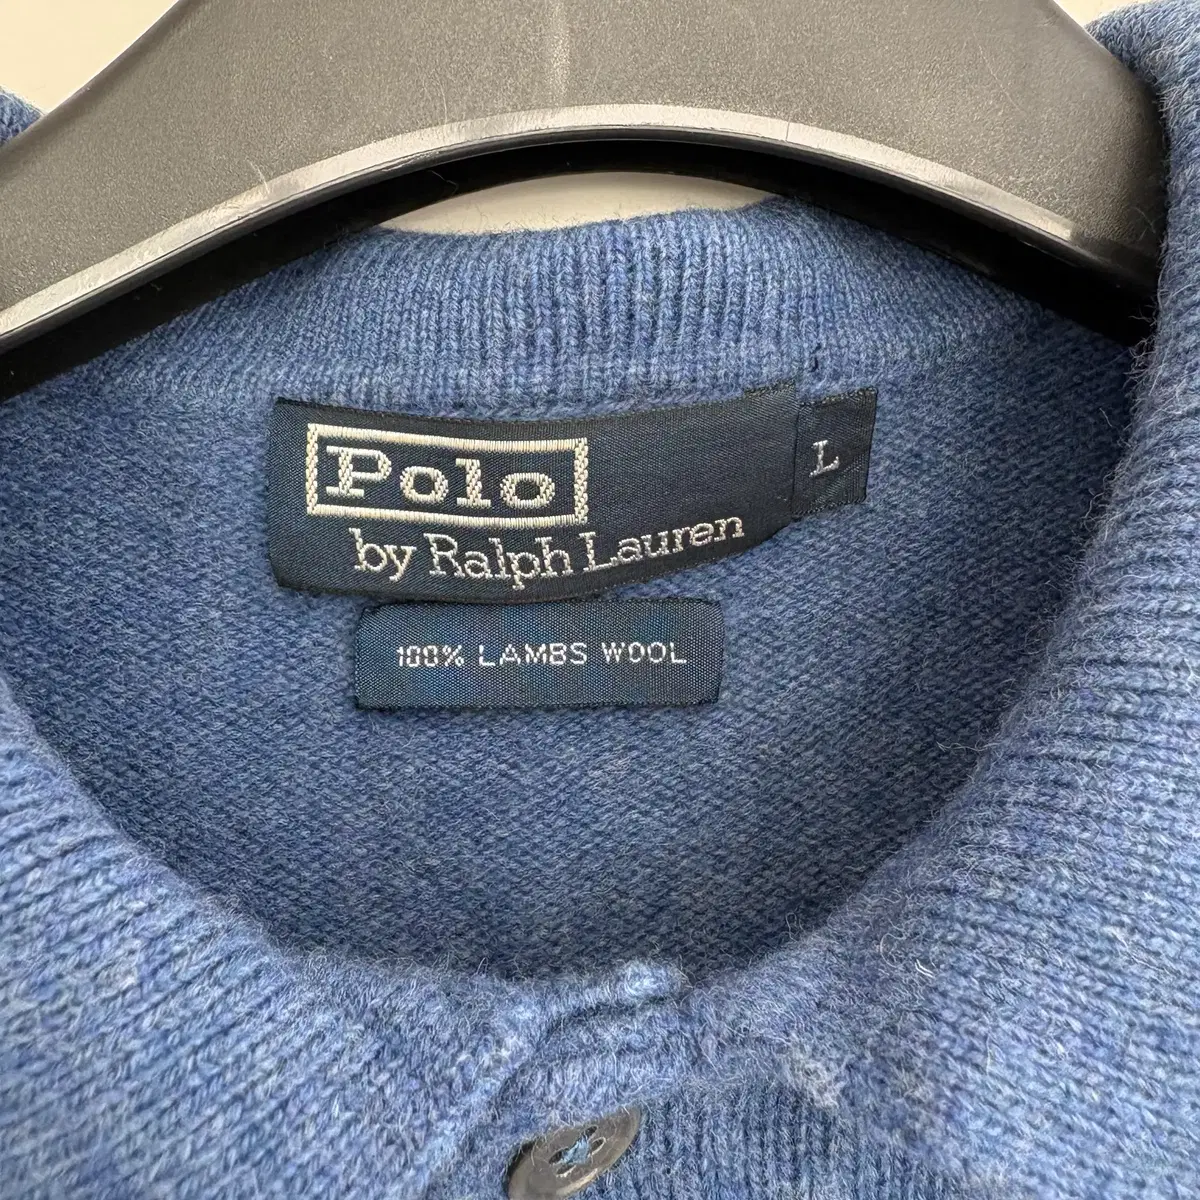 Polo
by Ralph Lauren
L
100% LAMBS WOOL